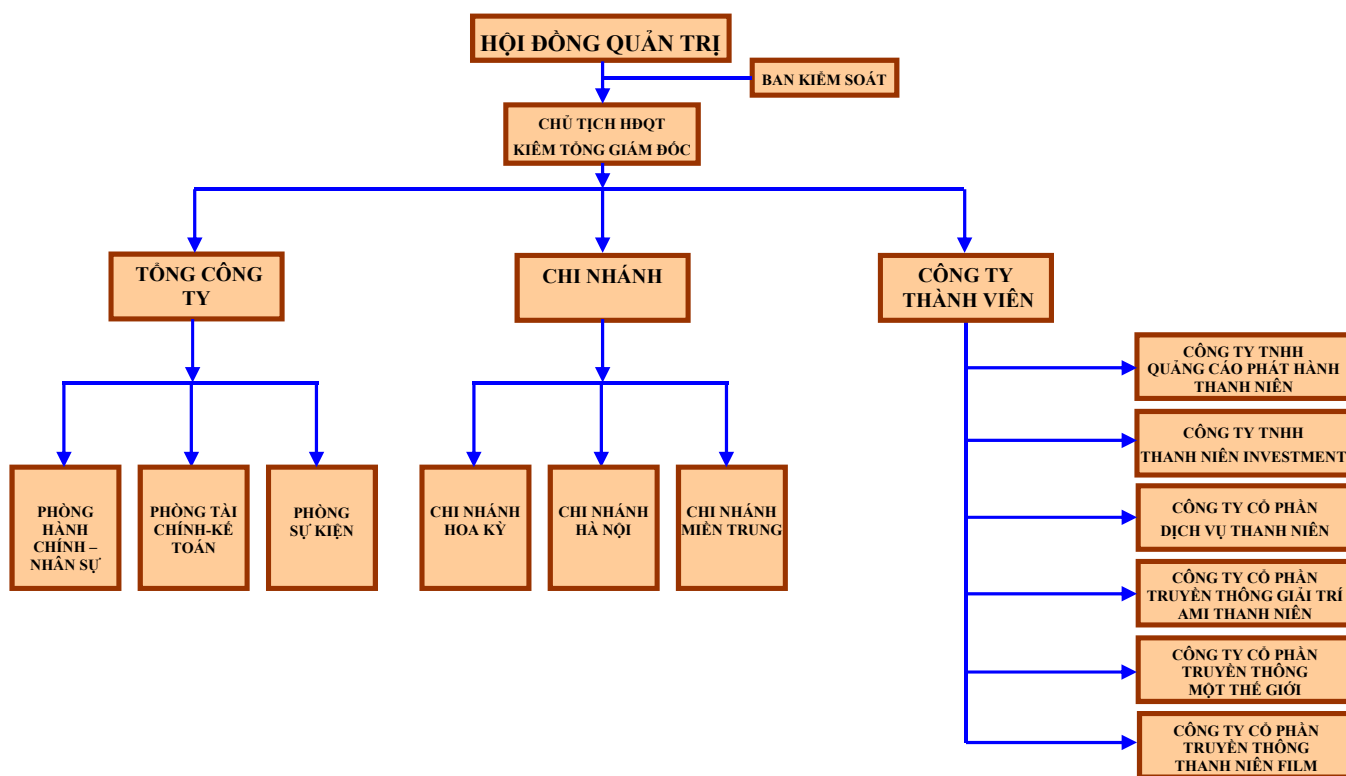 HỘI ĐỒNG QUẢN TRỊ
BAN KIỂM SOÁT
CHỦ TỊCH HĐQT
KIÊM TỔNG GIÁM ĐỐC
TỔNG CÔNG
TY
CHI NHÁNH
CÔNG TY
THÀNH VIÊN
PHÒNG
HÀNH
CHÍNH –
NHÂN SỰ
PHÒNG TÀI
CHÍNH-KẾ
TOÁN
PHÒNG
SỰ KIỆN
CHI NHÁNH
HOA KỲ
CHI NHÁNH
HÀ NỘI
CHI NHÁNH
MIỀN TRUNG
CÔNG TY TNHH
QUẢNG CÁO PHÁT HÀNH
THANH NIÊN
CÔNG TY TNHH
THANH NIÊN INVESTMENT
CÔNG TY CỔ PHẦN
DỊCH VỤ THANH NIÊN
CÔNG TY CỔ PHẦN
TRUYỀN THÔNG GIẢI TRÍ
AMI THANH NIÊN
CÔNG TY CỔ PHẦN
TRUYỀN THÔNG
MỘT THẾ GIỚI
CÔNG TY CỔ PHẦN
TRUYỀN THÔNG
THANH NIÊN FILM